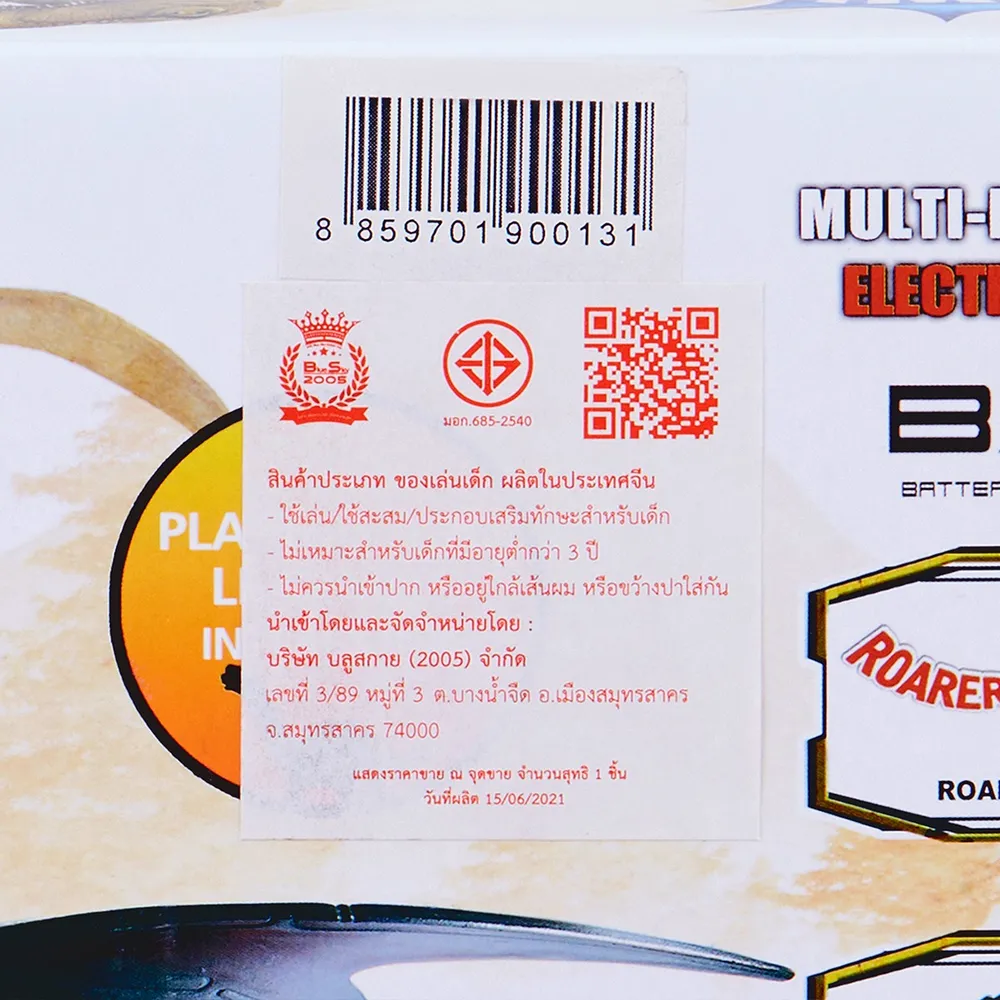 8 859701 900131
MULTI-
ELECT
Blue Sky
2005
มอก.685-2540
สินค้าประเภท ของเล่นเด็ก ผลิตในประเทศจีน
- ใช้เล่น/ใช้สะสม/ประกอบเสริมทักษะสำหรับเด็ก
- ไม่เหมาะสำหรับเด็กที่มีอายุต่ำกว่า 3 ปี
- ไม่ควรนำเข้าปาก หรืออยู่ใกล้เส้นผม หรือขว้างปาใส่กัน
นำเข้าโดยและจัดจำหน่ายโดย :
บริษัท บลูสกาย (2005) จำกัด
เลขที่ 3/89 หมู่ที่ 3 ต.บางน้ำจืด อ.เมืองสมุทรสาคร
จ.สมุทรสาคร 74000
แสดงราคาขาย ณ จุดขาย จำนวนสุทธิ 1 ชิ้น
วันที่ผลิต 15/06/2021
PLA
L
IN
B
BATTE
ROARER
ROA